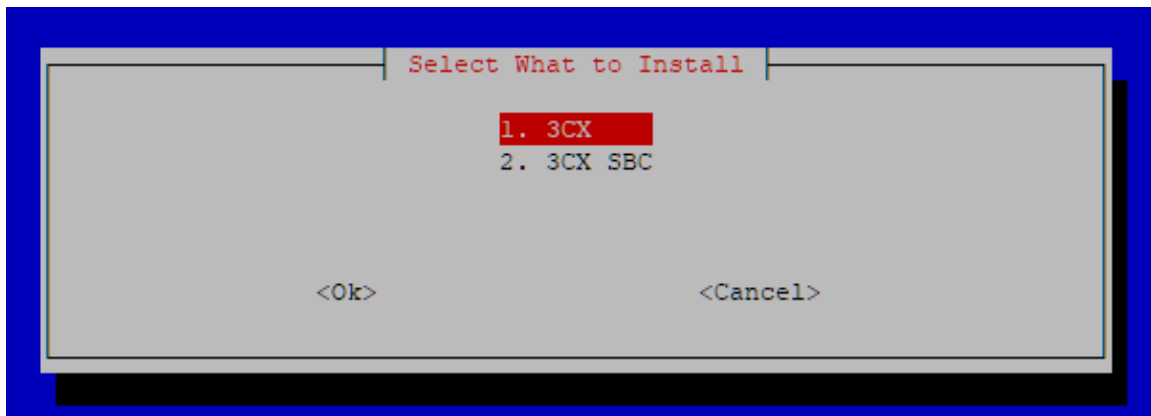 Select What to Install
1. 3CX
2. 3CX SBC
<Ok> <Cancel>